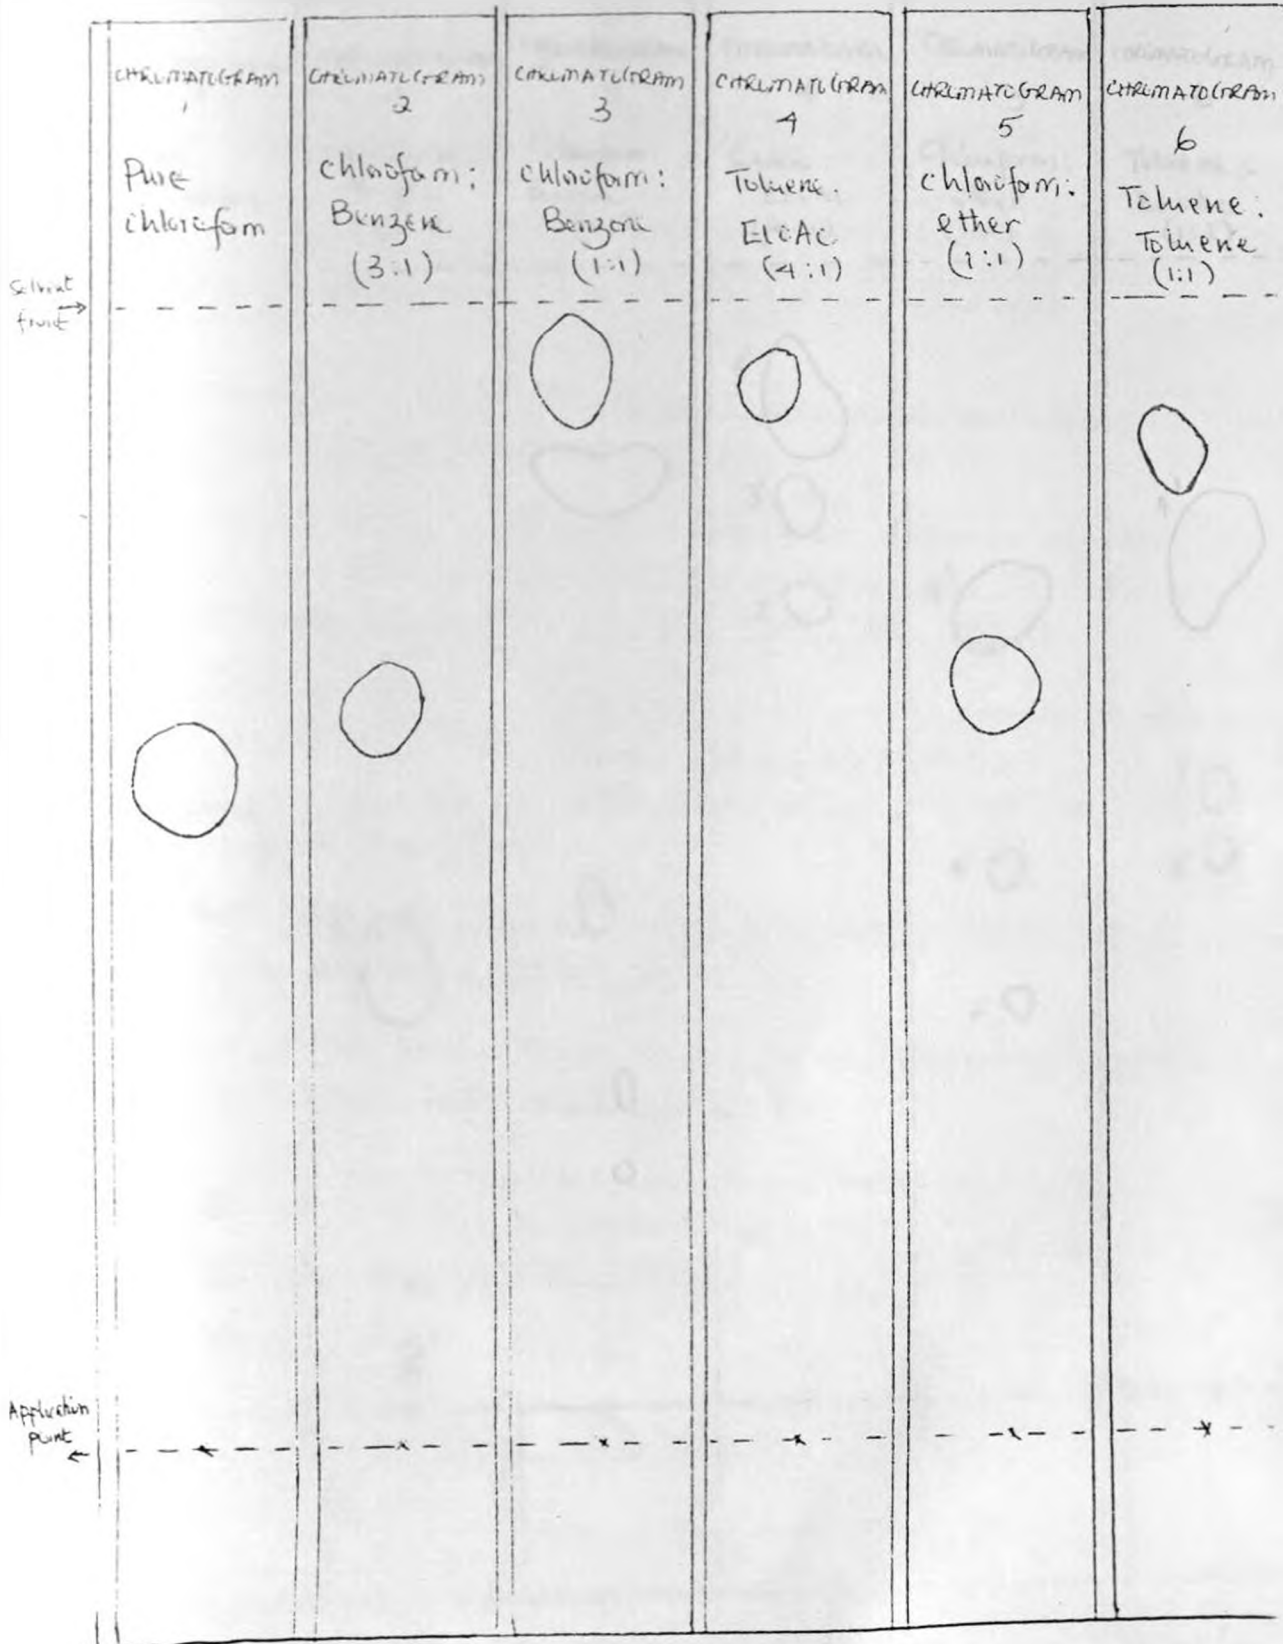 CHROMATOGRAM
1
Pure
chloroform
CHROMATOGRAM
2
chloroform:
Benzene
(3:1)
CHROMATOGRAM
3
chloroform:
Benzene
(1:1)
CHROMATOGRAM
4
Toluene:
EtOAc
(4:1)
CHROMATOGRAM
5
chloroform:
ether
(1:1)
CHROMATOGRAM
6
Toluene:
Toluene
(1:1)
Solvent
front
Application
point